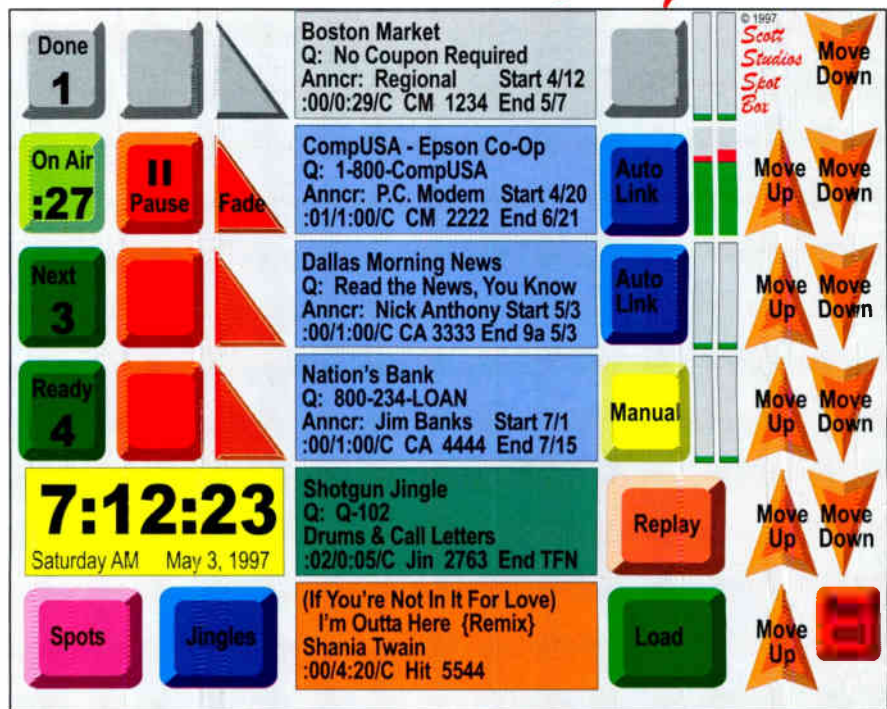 Done
1
Boston Market
Q: No Coupon Required
Anncr: Regional Start 4/12
:00/0:29/C CM 1234 End 5/7
© 1997
Scott
Studios
Spot
Box
Move
Down
On Air
:27
Pause
Fade
CompUSA - Epson Co-Op
Q: 1-800-CompUSA
Anncr: P.C. Modem Start 4/20
:01/1:00/C CM 2222 End 6/21
Auto
Link
Move
Up
Move
Down
Next
3
Dallas Morning News
Q: Read the News, You Know
Anncr: Nick Anthony Start 5/3
:00/1:00/C CA 3333 End 9a 5/3
Auto
Link
Move
Up
Move
Down
Ready
4
Nation's Bank
Q: 800-234-LOAN
Anncr: Jim Banks Start 7/1
:00/1:00/C CA 4444 End 7/15
Manual
Move
Up
Move
Down
7:12:23
Saturday AM May 3, 1997
Shotgun Jingle
Q: Q-102
Drums & Call Letters
:02/0:05/C Jin 2763 End TFN
Replay
Move
Up
Move
Down
Spots
Jingles
(If You're Not In It For Love)
I'm Outta Here {Remix}
Shania Twain
:00/4:20/C Hit 5544
Load
Move
Up